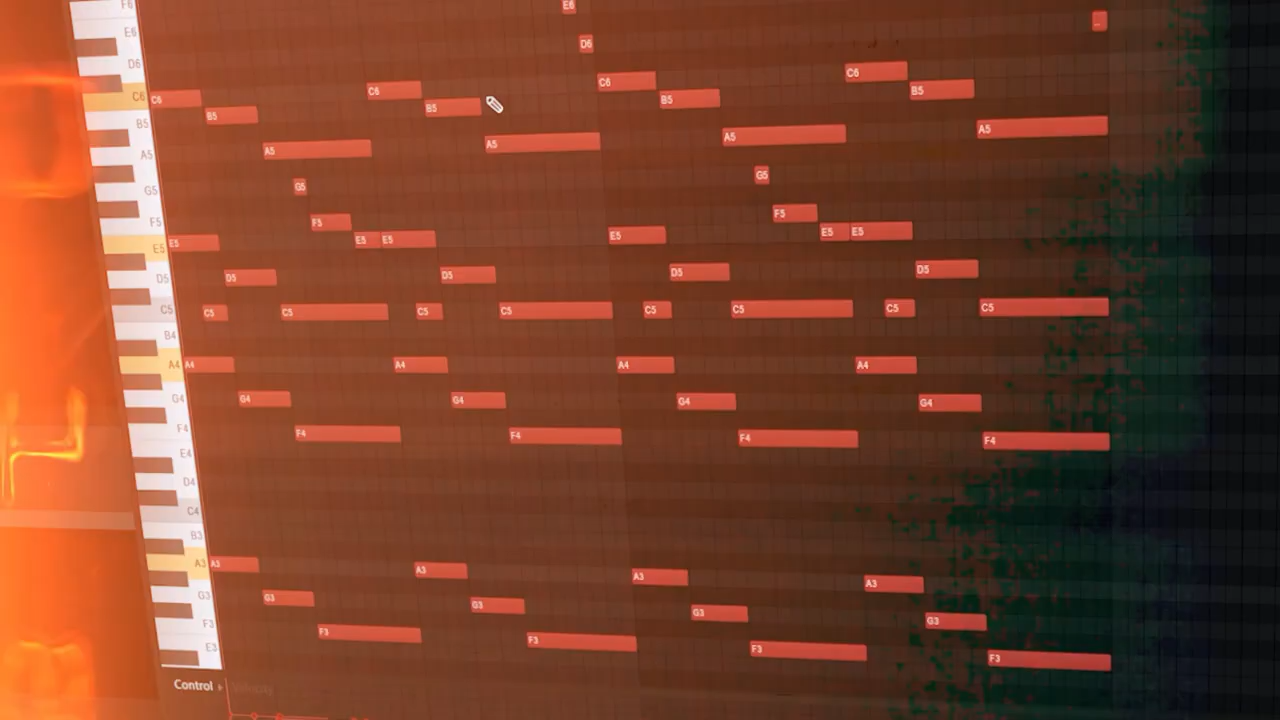 F6 E6
E6
D6 D6
C6 C6 C6 C6 C6
B5 B5 B5 B5 B5
A5 A5 A5 A5 A5
G5 G5 G5
F5 F5 F5
E5 E5 E5 E5 E5 E5 E5
D5 D5 D5 D5 D5
C5 C5 C5 C5 C5 C5 C5 C5 C5
B4
A4 A4 A4 A4 A4
G4 G4 G4 G4 G4
F4 F4 F4 F4 F4
E4
D4
C4
B3
A3 A3 A3 A3 A3
G3 G3 G3 G3 G3
F3 F3 F3 F3 F3
E3
Control Velocity